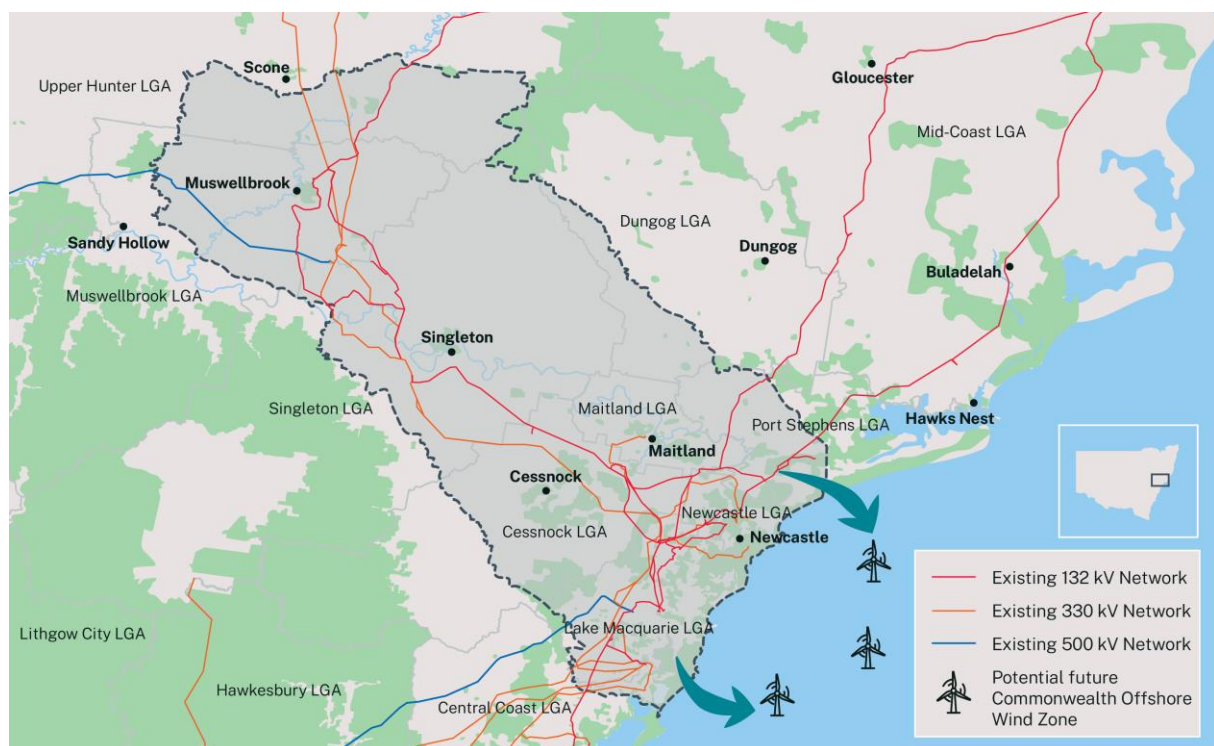 Scone
Upper Hunter LGA
Gloucester
Mid-Coast LGA
Muswellbrook
Dungog LGA
Sandy Hollow
Dungog
Buladelah
Muswellbrook LGA
Singleton
Singleton LGA
Maitland LGA
Hawks Nest
Port Stephens LGA
Maitland
Cessnock
Newcastle LGA
Cessnock LGA
Newcastle
Existing 132 kV Network
Existing 330 kV Network
Lithgow City LGA
Lake Macquarie LGA
Existing 500 kV Network
Potential future
Commonwealth Offshore
Wind Zone
Hawkesbury LGA
Central Coast LGA